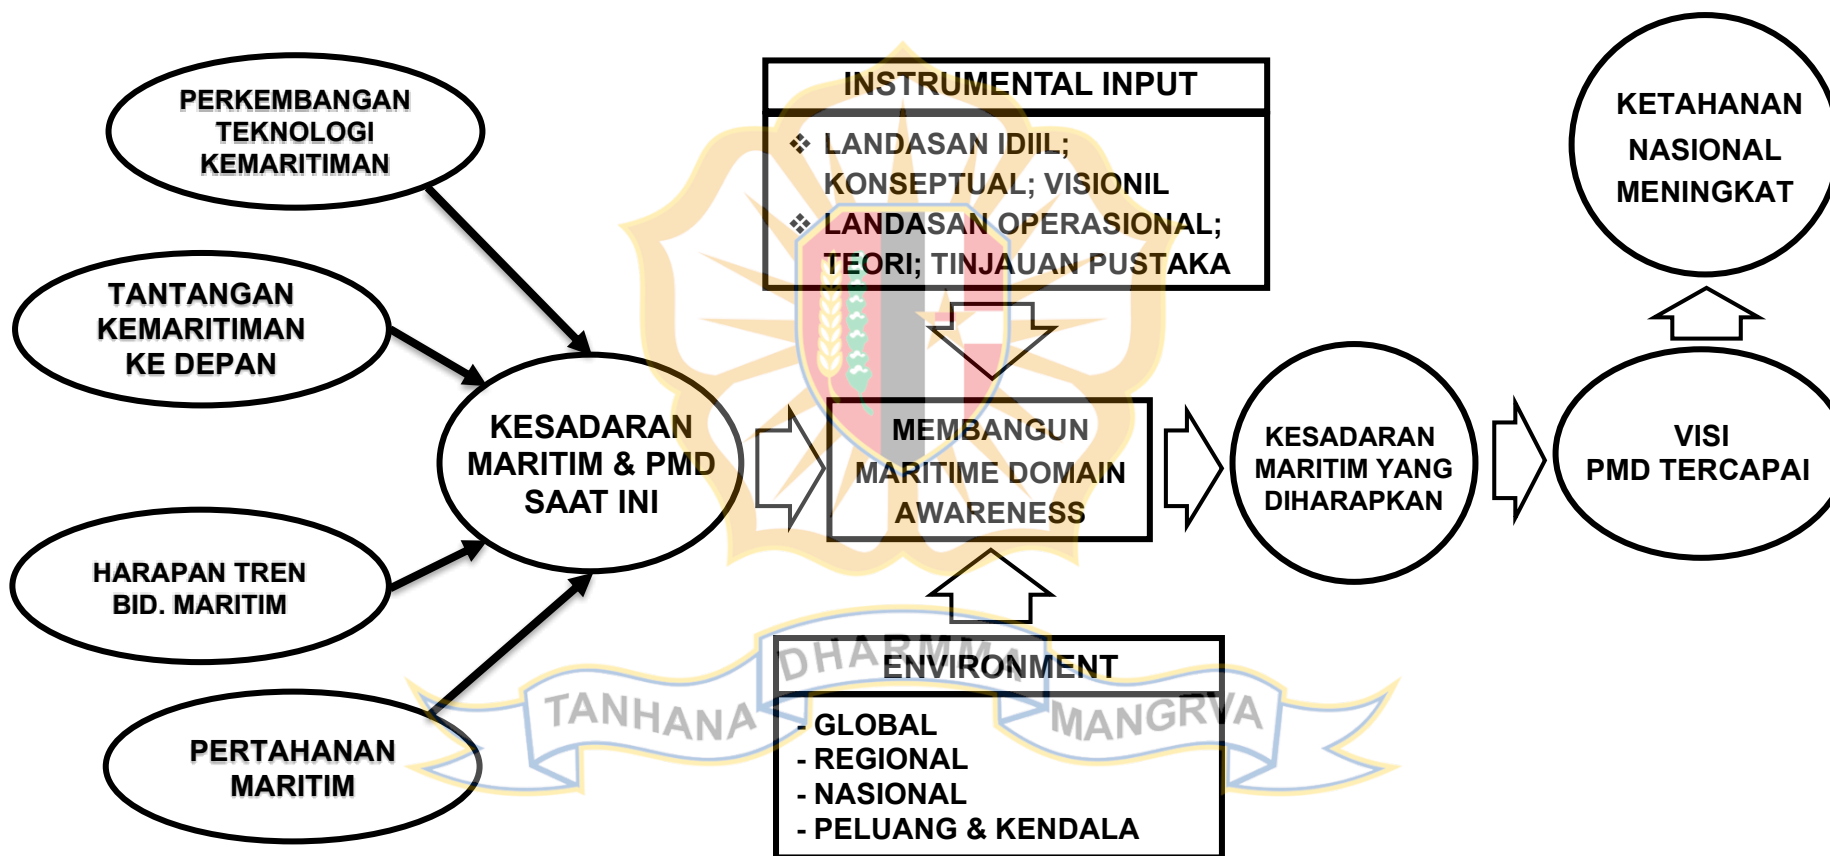 PERKEMBANGAN
TEKNOLOGI
KEMARITIMAN
TANTANGAN
KEMARITIMAN
KE DEPAN
HARAPAN TREN
BID. MARITIM
PERTAHANAN
MARITIM
KESADARAN
MARITIM & PMD
SAAT INI
INSTRUMENTAL INPUT
❖ LANDASAN IDIIL;
KONSEPTUAL; VISIONIL
❖ LANDASAN OPERASIONAL;
TEORI; TINJAUAN PUSTAKA
MEMBANGUN
MARITIME DOMAIN
AWARENESS
ENVIRONMENT
- GLOBAL
- REGIONAL
- NASIONAL
- PELUANG & KENDALA
KESADARAN
MARITIM YANG
DIHARAPKAN
VISI
PMD TERCAPAI
KETAHANAN
NASIONAL
MENINGKAT
TANHANA DHARMMA MANGRVA